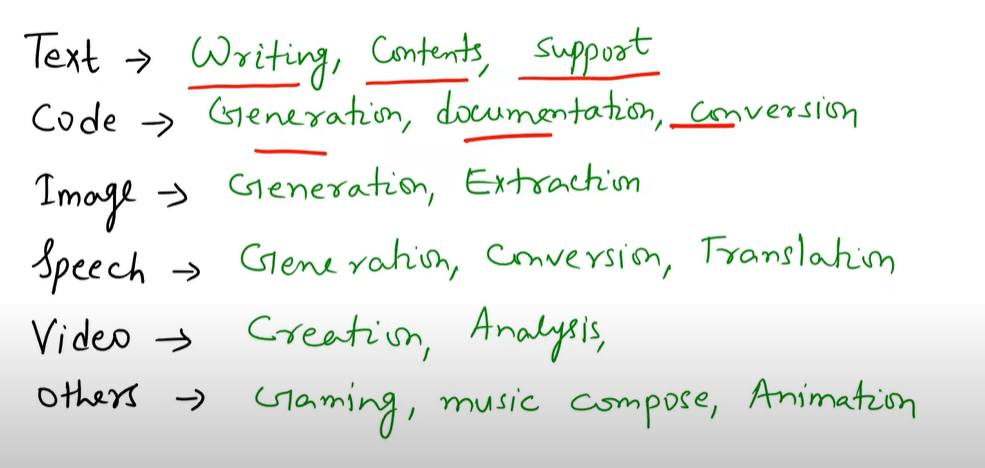 Text → Writing, Contents, support
Code → Generation, documentation, conversion
Image → Generation, Extraction
Speech → Generation, Conversion, Translation
Video → Creation, Analysis,
others → Gaming, music compose, Animation